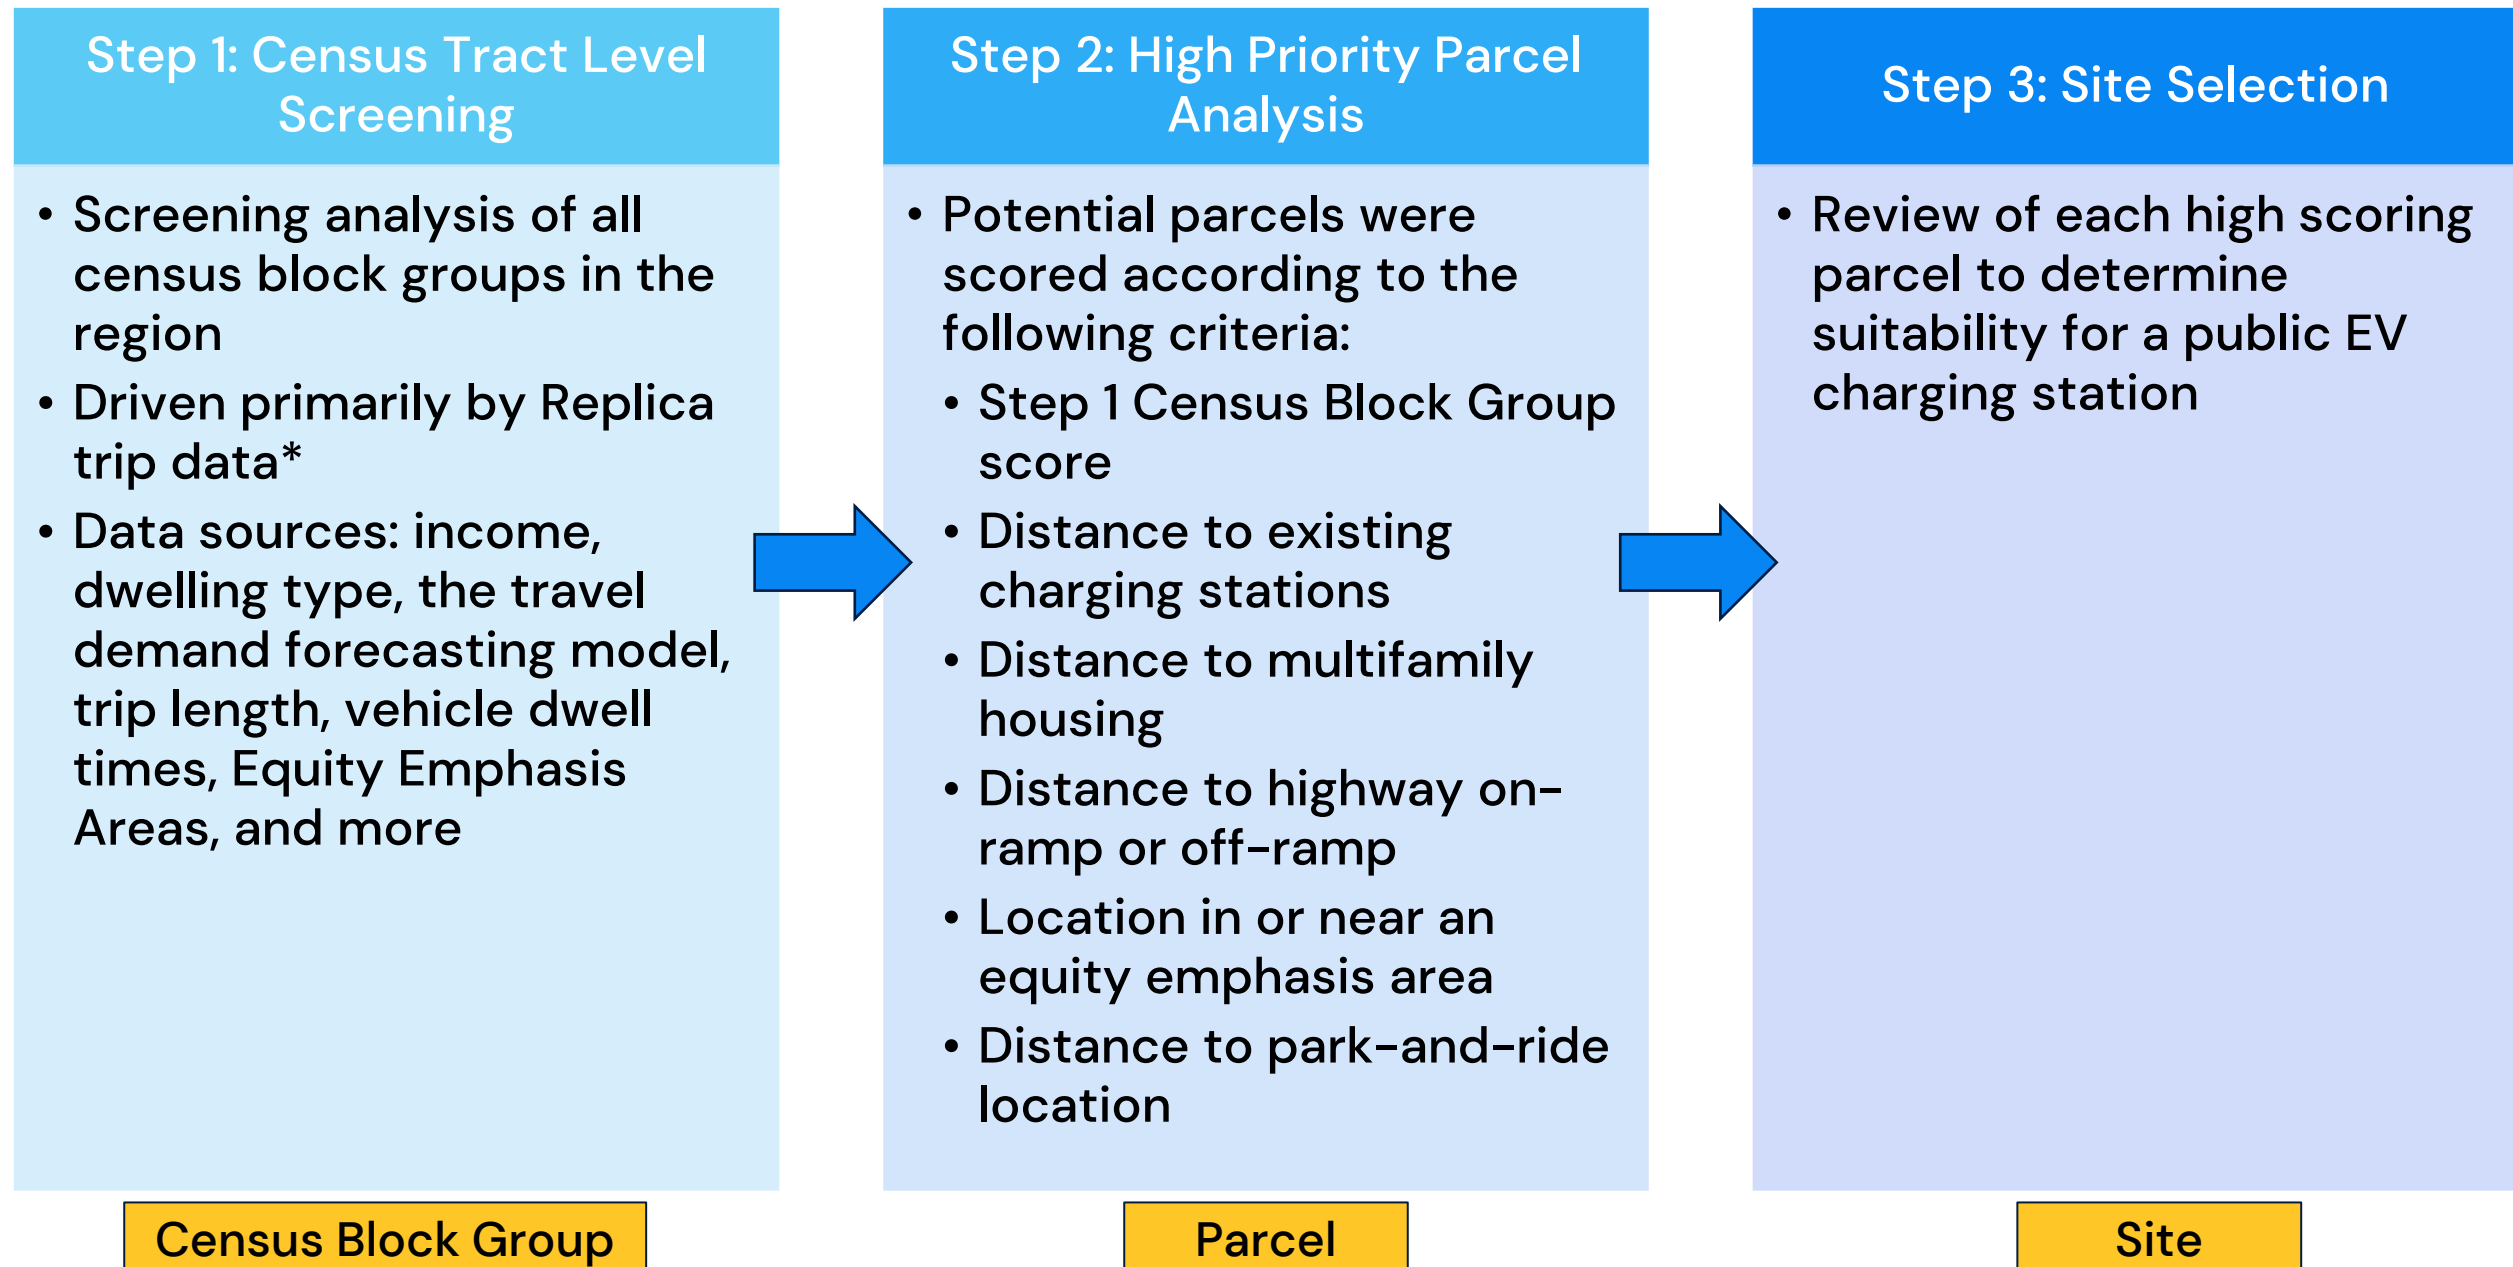 Step 1: Census Tract Level
Screening
• Screening analysis of all
census block groups in the
region
• Driven primarily by Replica
trip data*
• Data sources: income,
dwelling type, the travel
demand forecasting model,
trip length, vehicle dwell
times, Equity Emphasis
Areas, and more
Census Block Group
Step 2: High Priority Parcel
Analysis
• Potential parcels were
scored according to the
following criteria:
• Step 1 Census Block Group
score
• Distance to existing
charging stations
• Distance to multifamily
housing
• Distance to highway on-
ramp or off-ramp
• Location in or near an
equity emphasis area
• Distance to park-and-ride
location
Parcel
Step 3: Site Selection
• Review of each high scoring
parcel to determine
suitability for a public EV
charging station
Site